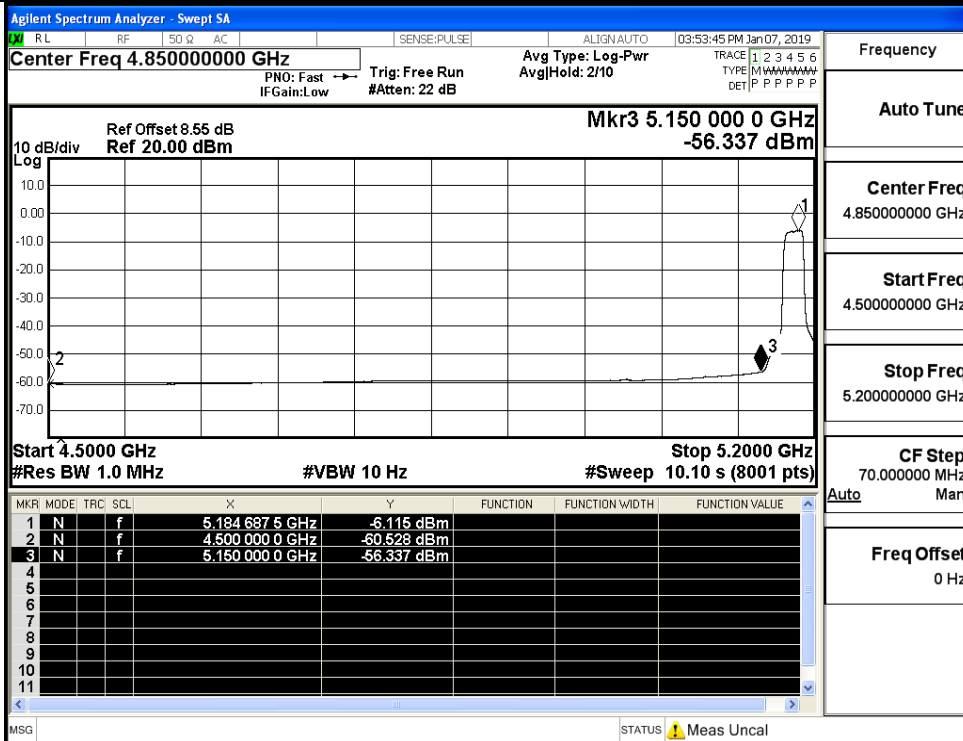 Agilent Spectrum Analyzer - Swept SA
LXI RL RF 50 Ω AC SENSE:PULSE ALIGN AUTO 03:53:45 PM Jan 07, 2019
Center Freq 4.850000000 GHz
PNO: Fast
IFGain:Low
Trig: Free Run
#Atten: 22 dB
Avg Type: Log-Pwr
Avg|Hold: 2/10
TRACE 1 2 3 4 5 6
TYPE M WWWWW
DET P P P P P P
Mkr3 5.150 000 0 GHz
-56.337 dBm
Ref Offset 8.55 dB
10 dB/div Ref 20.00 dBm
Log
10.0
0.00
-10.0
-20.0
-30.0
-40.0
-50.0
-60.0
-70.0
1
2
3
Start 4.5000 GHz Stop 5.2000 GHz
#Res BW 1.0 MHz #VBW 10 Hz #Sweep 10.10 s (8001 pts)
MKR MODE TRC SCL X Y FUNCTION FUNCTION WIDTH FUNCTION VALUE
1 N f 5.184 687 5 GHz -6.115 dBm
2 N f 4.500 000 0 GHz -60.528 dBm
3 N f 5.150 000 0 GHz -56.337 dBm
4
5
6
7
8
9
10
11
MSG STATUS Meas Uncal
Frequency
Auto Tune
Center Freq
4.850000000 GHz
Start Freq
4.500000000 GHz
Stop Freq
5.200000000 GHz
CF Step
70.000000 MHz
Auto Man
Freq Offset
0 Hz